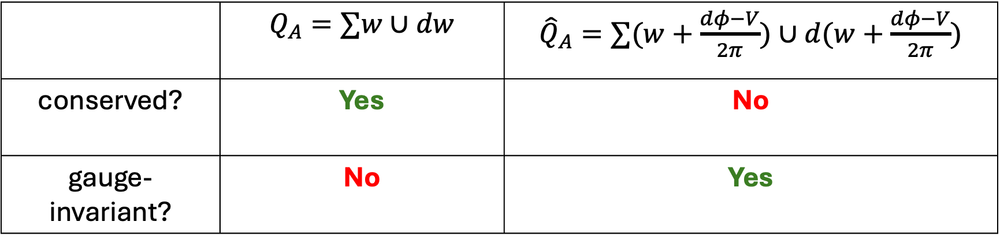 Q_A = ∑w ∪ dw
Q̂_A = ∑(w + dϕ−V/2π) ∪ d(w + dϕ−V/2π)
conserved?
Yes
No
gauge-
invariant?
No
Yes